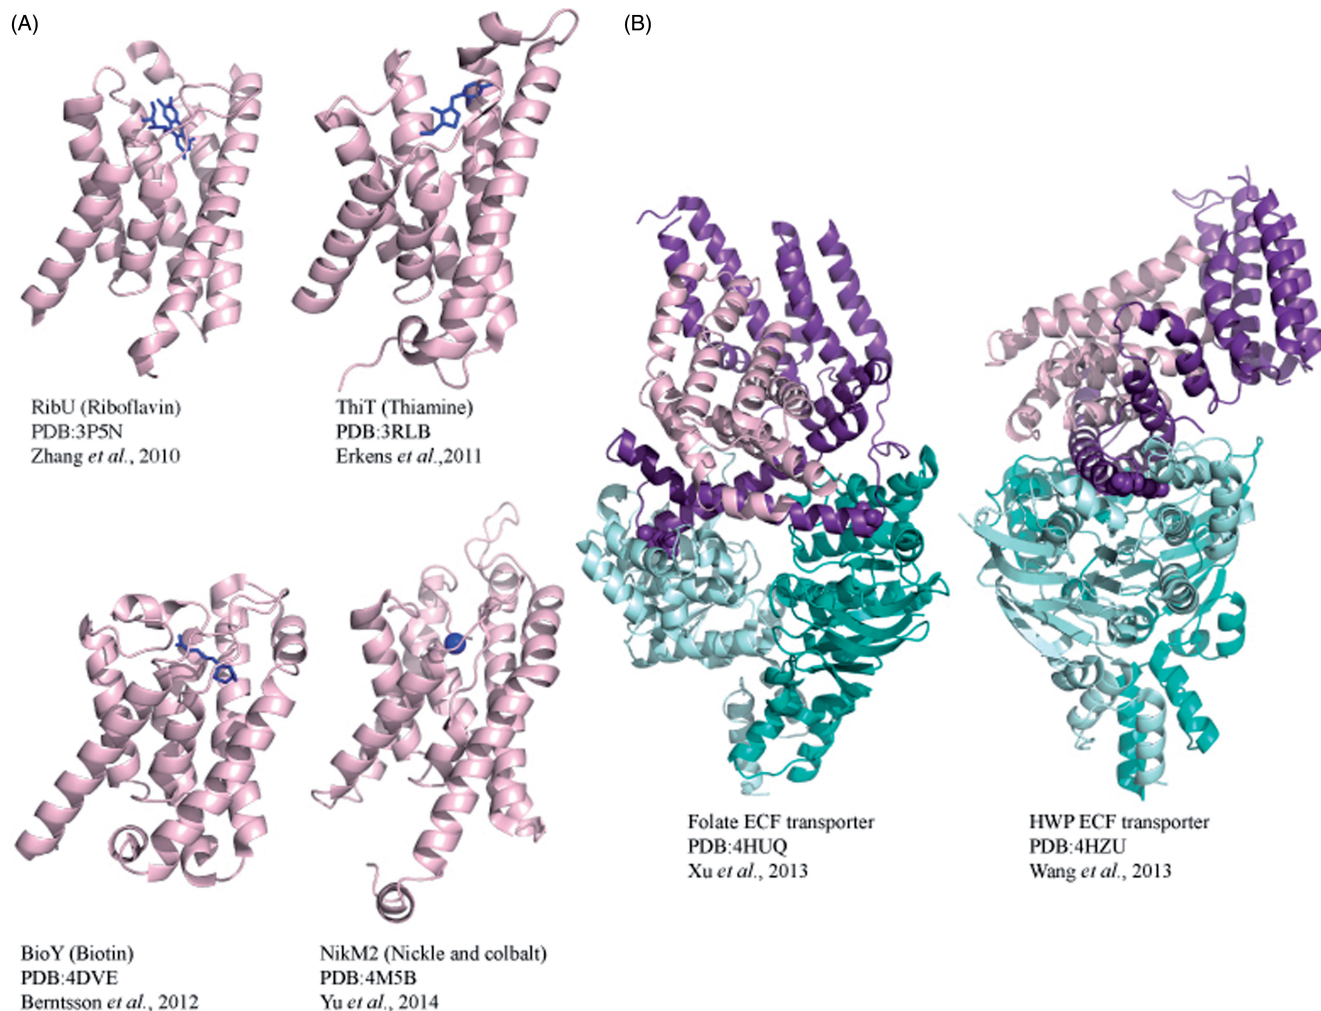 (A)
(B)
RibU (Riboflavin)
PDB:3P5N
Zhang et al., 2010
ThiT (Thiamine)
PDB:3RLB
Erkens et al.,2011
Folate ECF transporter
PDB:4HUQ
Xu et al., 2013
HWP ECF transporter
PDB:4HZU
Wang et al., 2013
BioY (Biotin)
PDB:4DVE
Berntsson et al., 2012
NikM2 (Nickle and colbalt)
PDB:4M5B
Yu et al., 2014